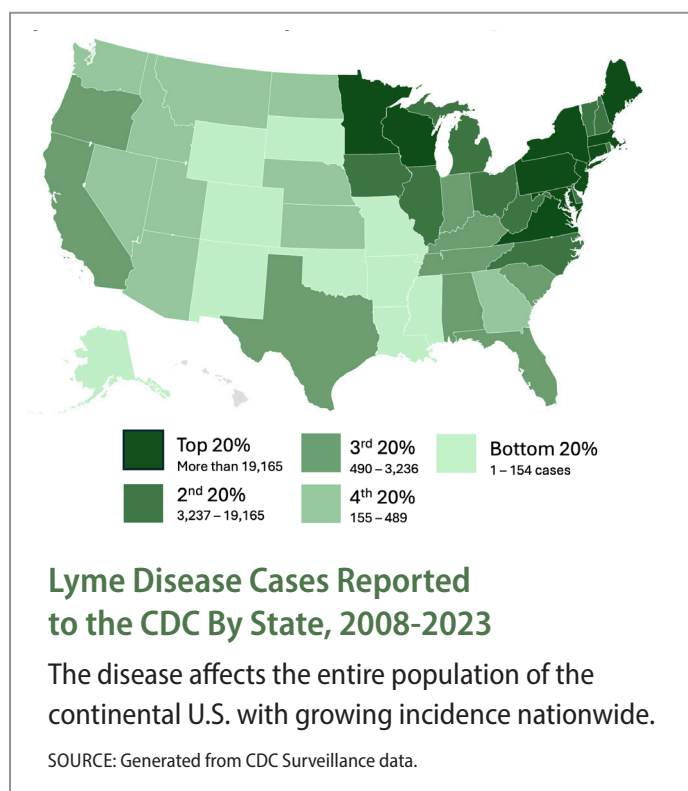 Top 20%
More than 19,165
2nd 20%
3,237 – 19,165
3rd 20%
490 – 3,236
4th 20%
155 – 489
Bottom 20%
1 – 154 cases
Lyme Disease Cases Reported
to the CDC By State, 2008-2023
The disease affects the entire population of the
continental U.S. with growing incidence nationwide.
SOURCE: Generated from CDC Surveillance data.